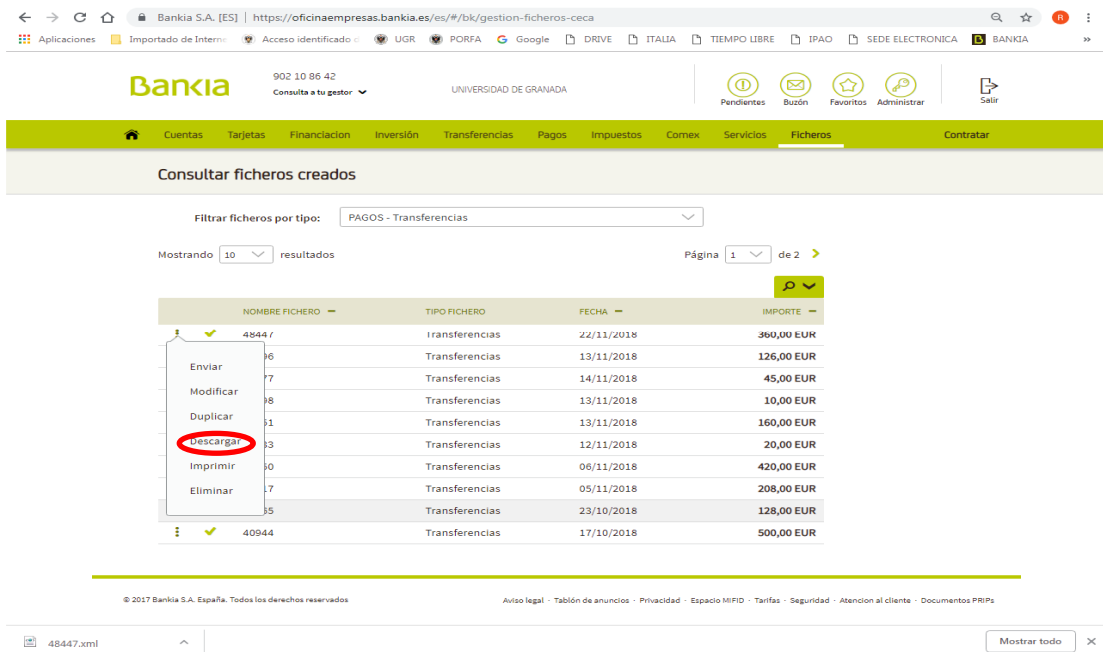 Bankia S.A. [ES] | https://oficinaempresas.bankia.es/es/#/bk/gestion-ficheros-ceca
R
Aplicaciones Importado de Interne Acceso identificado UGR PORFA Google DRIVE ITALIA TIEMPO LIBRE IPAO SEDE ELECTRONICA BANKIA »
Bankia
902 10 86 42
Consulta a tu gestor
UNIVERSIDAD DE GRANADA
Pendientes Buzón Favoritos Administrar Salir
Cuentas Tarjetas Financiacion Inversión Transferencias Pagos Impuestos Comex Servicios Ficheros Contratar
Consultar ficheros creados
Filtrar ficheros por tipo: PAGOS - Transferencias
Mostrando 10 resultados Página 1 de 2
NOMBRE FICHERO TIPO FICHERO FECHA IMPORTE
48447 Transferencias 22/11/2018 360,00 EUR
96 Transferencias 13/11/2018 126,00 EUR
77 Transferencias 14/11/2018 45,00 EUR
98 Transferencias 13/11/2018 10,00 EUR
51 Transferencias 13/11/2018 160,00 EUR
33 Transferencias 12/11/2018 20,00 EUR
50 Transferencias 06/11/2018 420,00 EUR
17 Transferencias 05/11/2018 208,00 EUR
55 Transferencias 23/10/2018 128,00 EUR
40944 Transferencias 17/10/2018 500,00 EUR
Enviar
Modificar
Duplicar
Descargar
Imprimir
Eliminar
© 2017 Bankia S.A. España. Todos los derechos reservados
Aviso legal · Tablón de anuncios · Privacidad · Espacio MIFID · Tarifas · Seguridad · Atencion al cliente · Documentos PRIPs
48447.xml
Mostrar todo